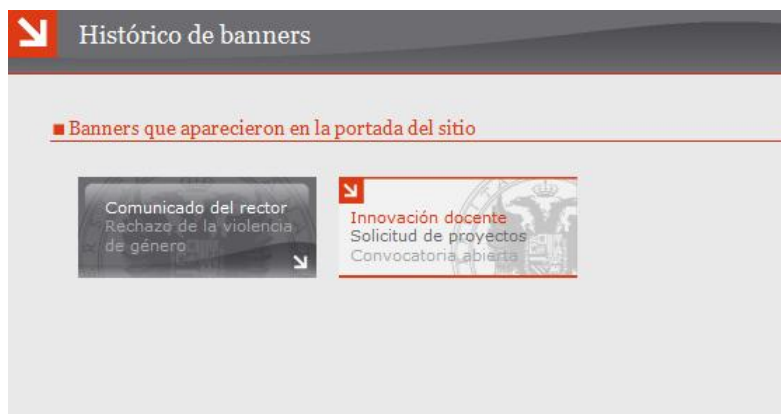 Histórico de banners
Banners que aparecieron en la portada del sitio
Comunicado del rector
Rechazo de la violencia
de género
Innovación docente
Solicitud de proyectos
Convocatoria abierta